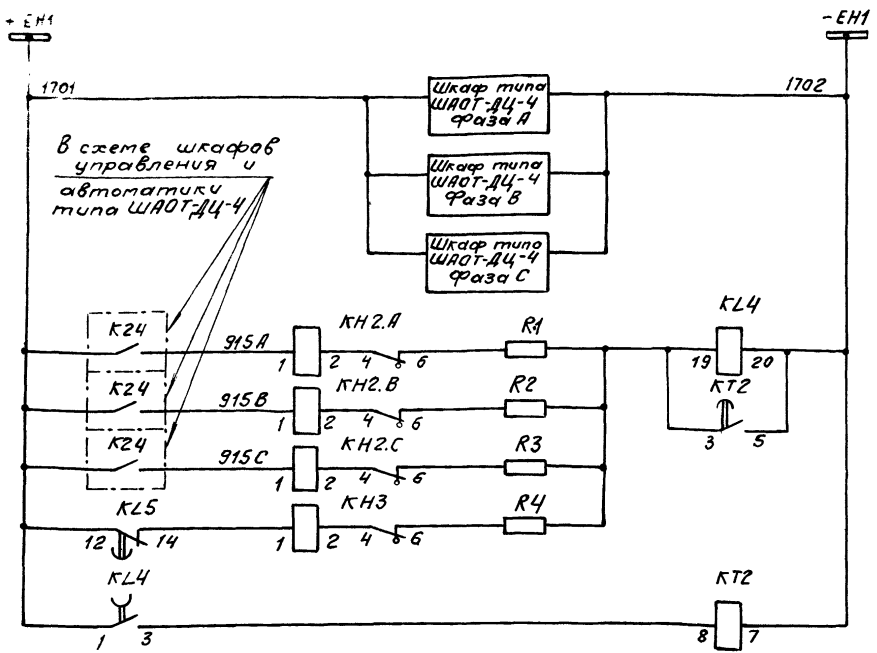 + EH1
- EH1
1701
1702
Шкаф типа
ШАОТ-ДЦ-4
Фаза А
В схеме шкафов
управления и
автоматики
типа ШАОТ-ДЦ-4
Шкаф типа
ШАОТ-ДЦ-4
Фаза В
Шкаф типа
ШАОТ-ДЦ-4
Фаза С
K24
915A
1
2
KH2.A
4
6
R1
KL4
19
20
K24
915B
1
2
KH2.B
4
6
R2
KT2
3
5
K24
915C
1
2
KH2.C
4
6
R3
KL5
12
14
1
2
KH3
4
6
R4
KL4
1
3
KT2
8
7